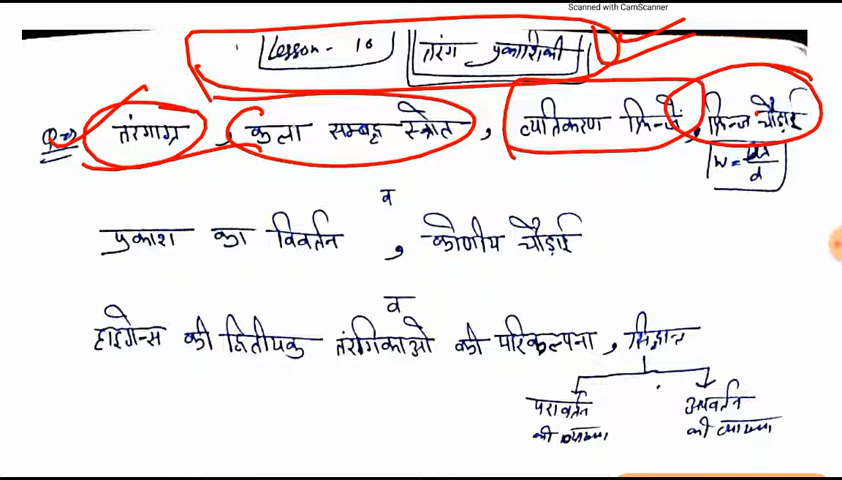 Scanned with CamScanner
Lesson - 10 तरंग प्रकाशिकी
Q=> तरंगाग्र, कला सम्बद्ध स्त्रोत, व्यतिकरण फ्रिन्जें, फ्रिन्ज चौड़ाई
W = Dλ/d
व
प्रकाश का विवर्तन, कोणीय चौड़ाई
व
हाइगेन्स की द्वितीयक तरंगिकाओ की परिकल्पना, सिद्धान्त
परावर्तन अपवर्तन
की व्याख्या की व्याख्या